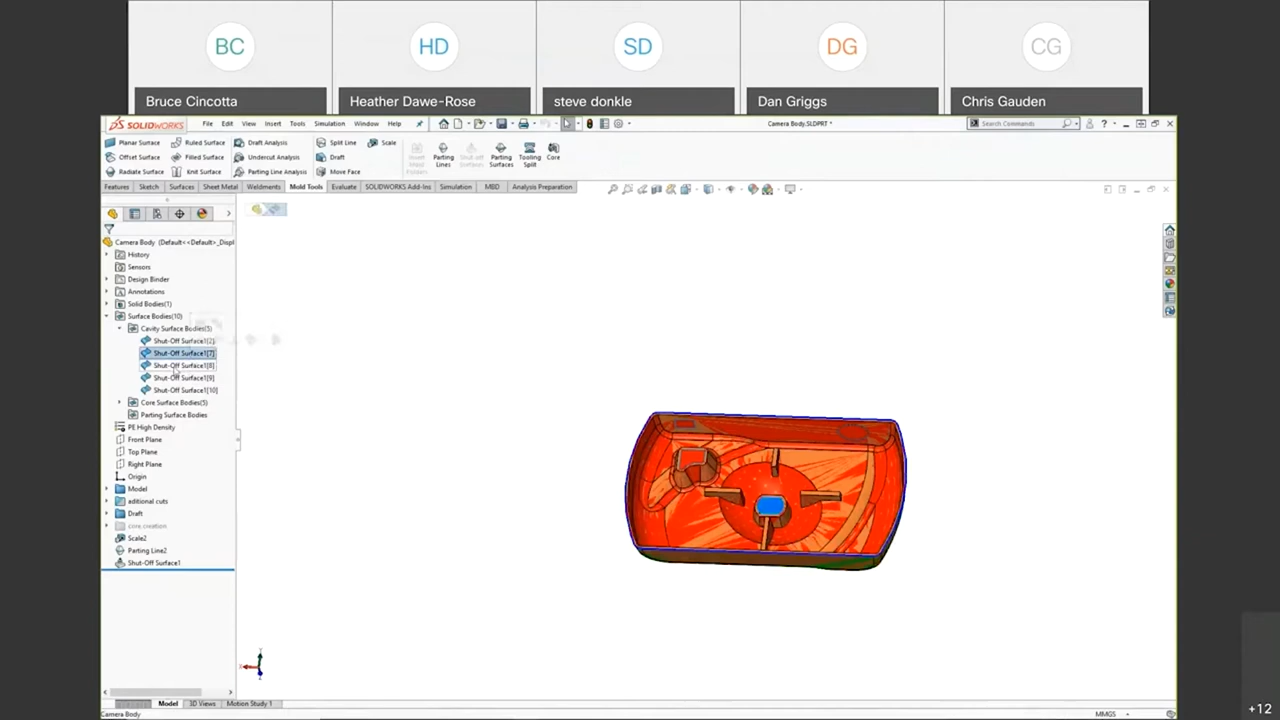 BC HD SD DG CG
Bruce Cincotta Heather Dawe-Rose steve donkle Dan Griggs Chris Gauden
SOLIDWORKS File Edit View Insert Tools Simulation Window Help Camera Body.SLDPRT * Search Commands
Planar Surface Ruled Surface Draft Analysis Split Line Scale
Offset Surface Filled Surface Undercut Analysis Draft
Radiate Surface Knit Surface Parting Line Analysis Move Face
Insert Mold Folders Parting Lines Shut-off Surfaces Parting Surfaces Tooling Split Core
Features Sketch Surfaces Sheet Metal Weldments Mold Tools Evaluate SOLIDWORKS Add-Ins Simulation MBD Analysis Preparation
Camera Body (Default<<Default>_Displ
History
Sensors
Design Binder
Annotations
Solid Bodies(1)
Surface Bodies(10)
Cavity Surface Bodies(5)
Shut-Off Surface1[2]
Shut-Off Surface1[7]
Shut-Off Surface1[8]
Shut-Off Surface1[9]
Shut-Off Surface1[10]
Core Surface Bodies(5)
Parting Surface Bodies
PE High Density
Front Plane
Top Plane
Right Plane
Origin
Model
aditional cuts
Draft
core creation
Scale2
Parting Line2
Shut-Off Surface1
Model 3D Views Motion Study 1
Camera Body MMGS
+12